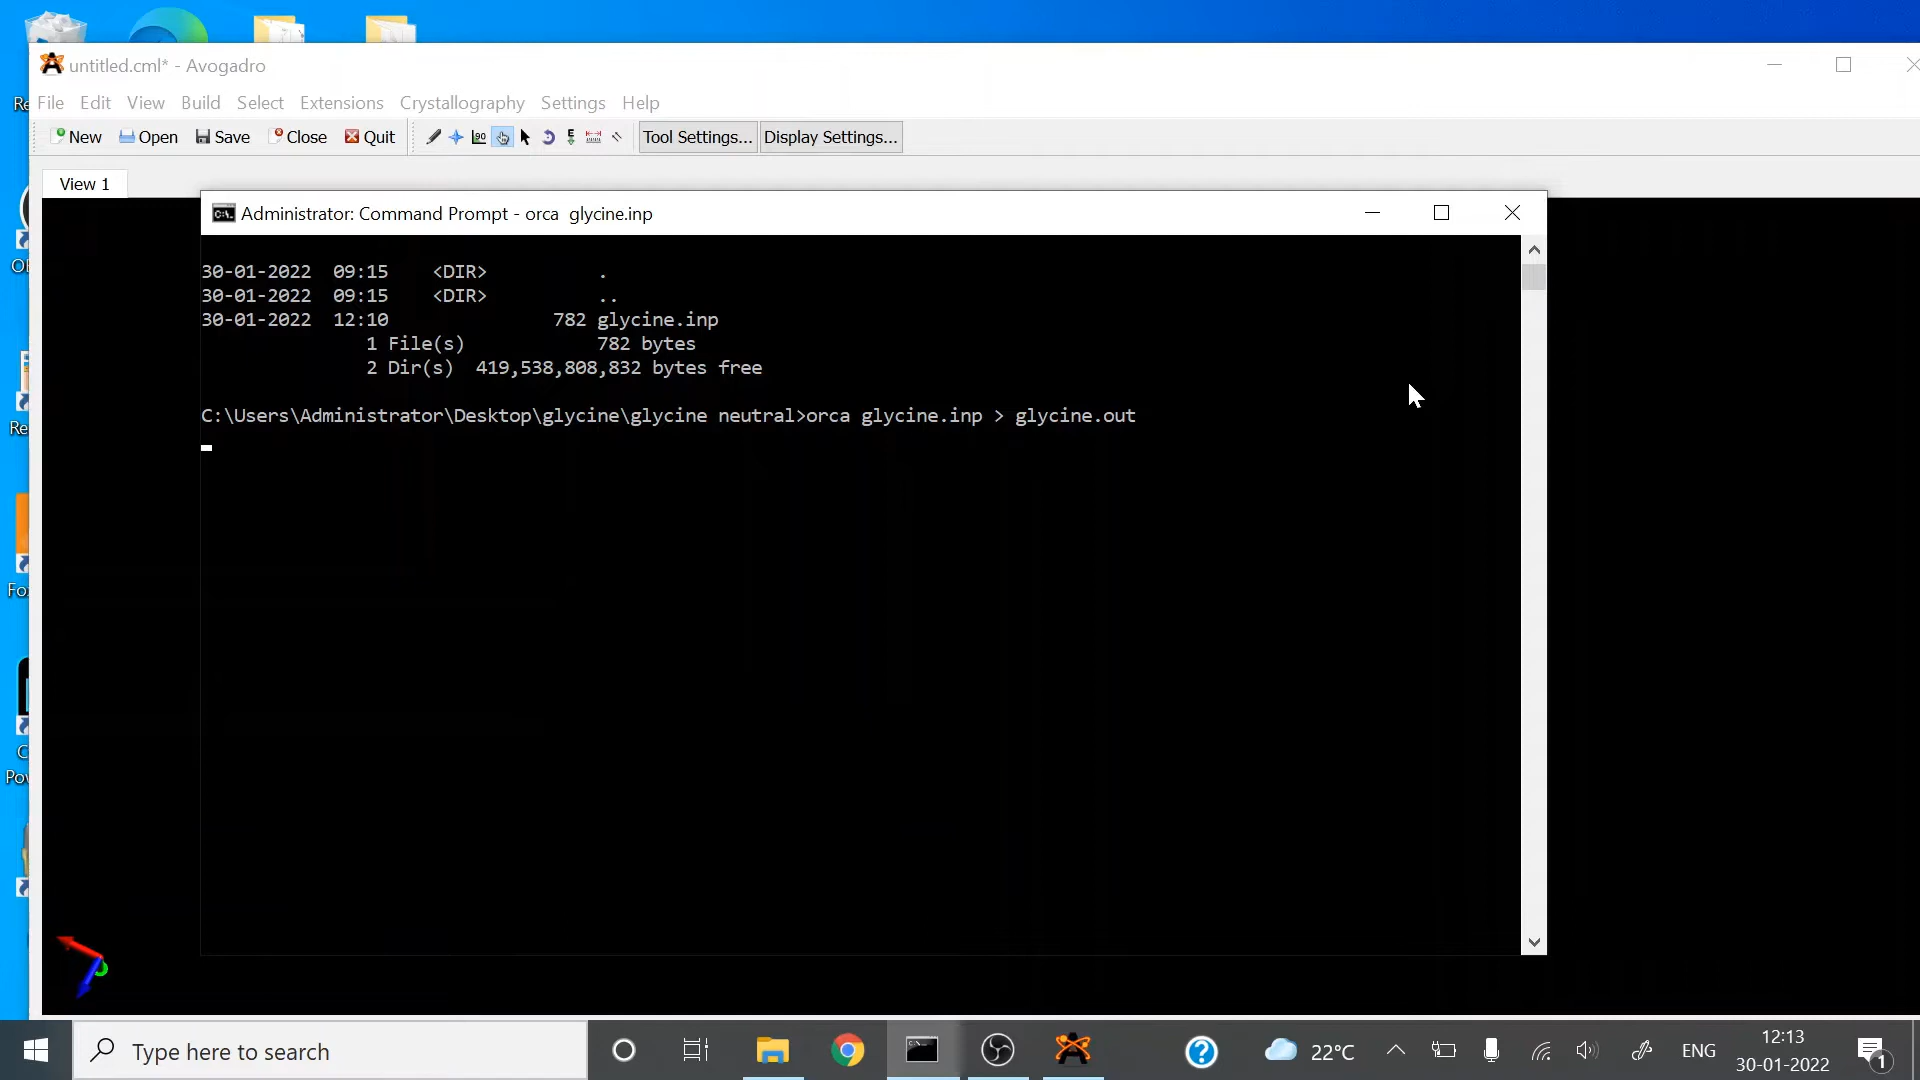 untitled.cml* - Avogadro
File Edit View Build Select Extensions Crystallography Settings Help
New Open Save Close Quit Tool Settings... Display Settings...
View 1
Administrator: Command Prompt - orca  glycine.inp
30-01-2022  09:15    <DIR>          .
30-01-2022  09:15    <DIR>          ..
30-01-2022  12:10               782 glycine.inp
1 File(s)            782 bytes
2 Dir(s)  419,538,808,832 bytes free
C:\Users\Administrator\Desktop\glycine\glycine neutral>orca glycine.inp > glycine.out
Type here to search
22°C
ENG
12:13
30-01-2022
1